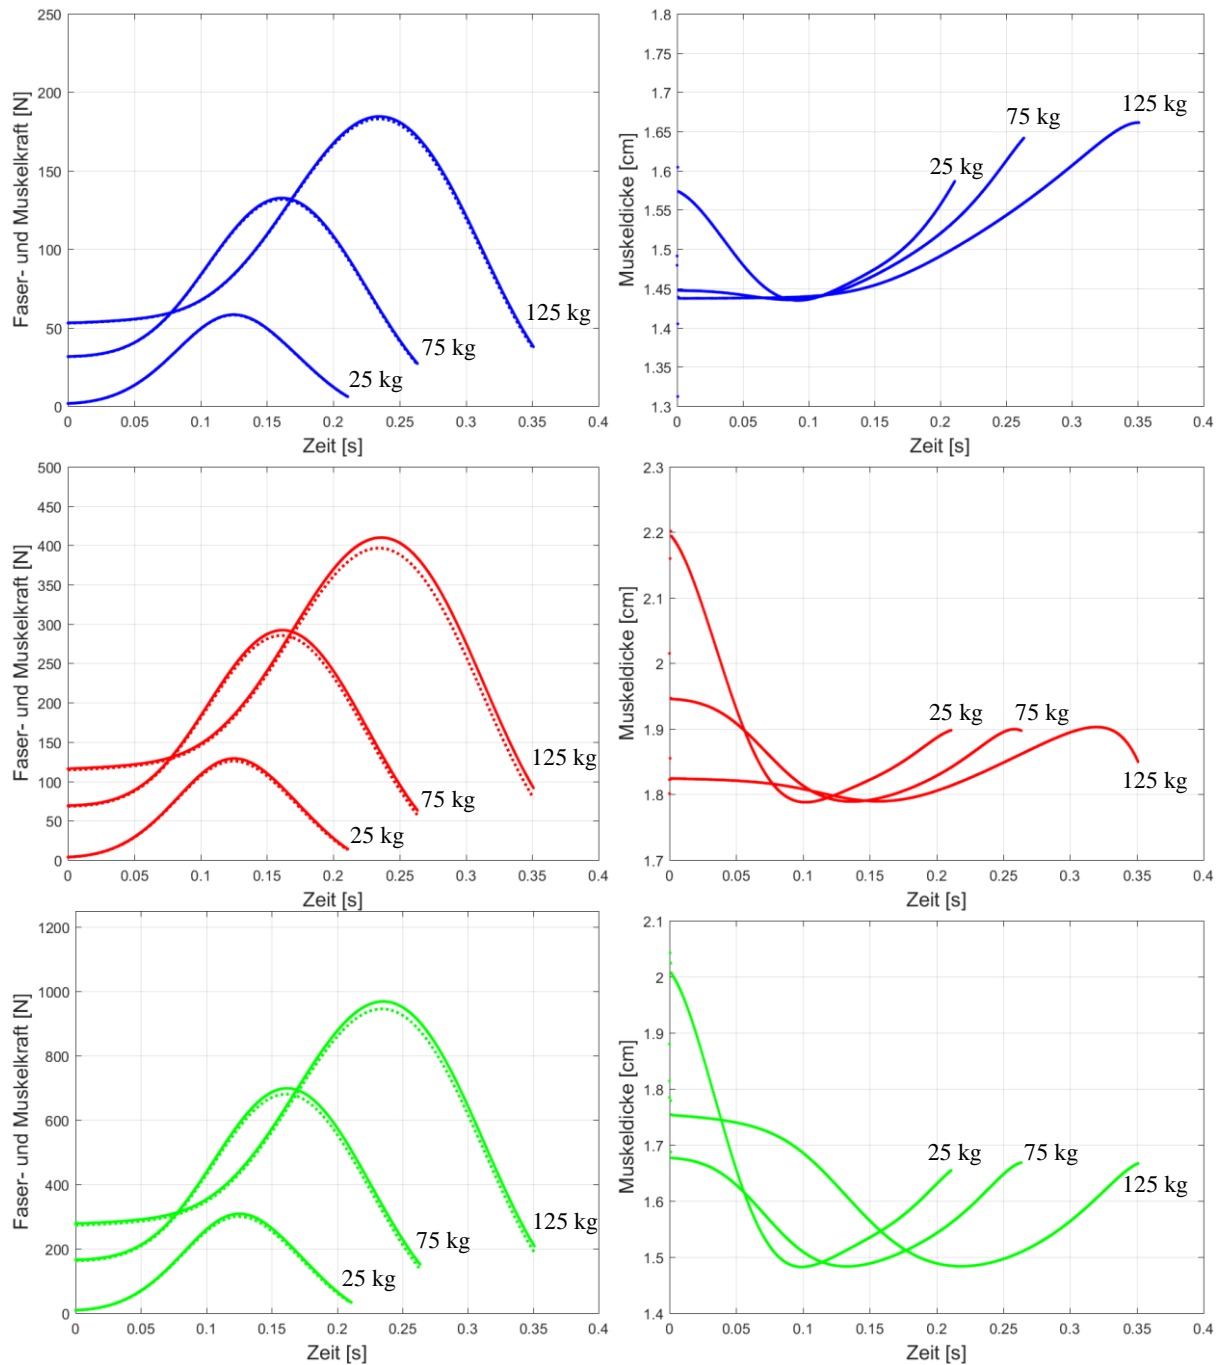 250
200
150
100
50
0
Faser- und Muskelkraft [N]
125 kg
75 kg
25 kg
0 0.05 0.1 0.15 0.2 0.25 0.3 0.35 0.4
Zeit [s]
1.8
1.75
1.7
1.65
1.6
1.55
1.5
1.45
1.4
1.35
1.3
Muskeldicke [cm]
125 kg
75 kg
25 kg
0 0.05 0.1 0.15 0.2 0.25 0.3 0.35 0.4
Zeit [s]
500
450
400
350
300
250
200
150
100
50
0
Faser- und Muskelkraft [N]
125 kg
75 kg
25 kg
0 0.05 0.1 0.15 0.2 0.25 0.3 0.35 0.4
Zeit [s]
2.3
2.2
2.1
2
1.9
1.8
1.7
Muskeldicke [cm]
25 kg 75 kg
125 kg
0 0.05 0.1 0.15 0.2 0.25 0.3 0.35 0.4
Zeit [s]
1200
1000
800
600
400
200
0
Faser- und Muskelkraft [N]
125 kg
75 kg
25 kg
0 0.05 0.1 0.15 0.2 0.25 0.3 0.35 0.4
Zeit [s]
2.1
2
1.9
1.8
1.7
1.6
1.5
1.4
Muskeldicke [cm]
25 kg 75 kg
125 kg
0 0.05 0.1 0.15 0.2 0.25 0.3 0.35 0.4
Zeit [s]